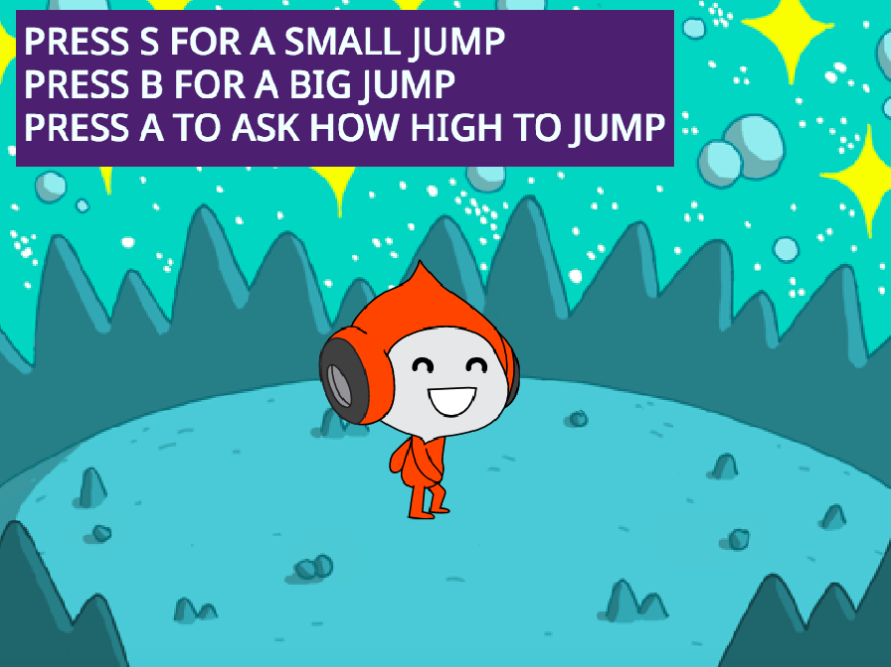 PRESS S FOR A SMALL JUMP
PRESS B FOR A BIG JUMP
PRESS A TO ASK HOW HIGH TO JUMP